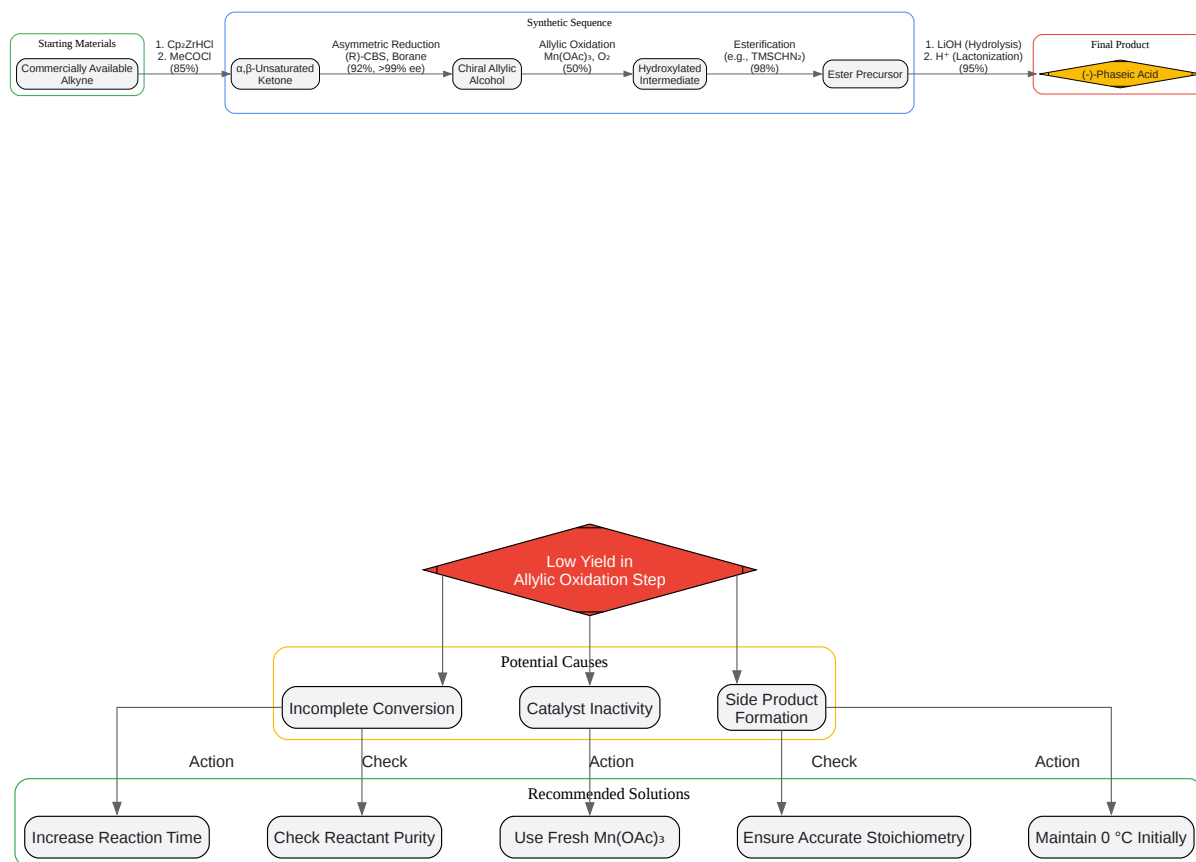 Synthetic Sequence
Starting Materials
Commercially Available
Alkyne
1. Cp₂ZrHCl
2. MeCOCl
(85%)
α,β-Unsaturated
Ketone
Asymmetric Reduction
(R)-CBS, Borane
(92%, >99% ee)
Chiral Allylic
Alcohol
Allylic Oxidation
Mn(OAc)₃, O₂
(50%)
Hydroxylated
Intermediate
Esterification
(e.g., TMSCHN₂)
(98%)
Ester Precursor
1. LiOH (Hydrolysis)
2. H⁺ (Lactonization)
(95%)
Final Product
(-)-Phaseic Acid
Low Yield in
Allylic Oxidation Step
Potential Causes
Incomplete Conversion
Catalyst Inactivity
Side Product
Formation
Action
Check
Action
Check
Action
Recommended Solutions
Increase Reaction Time
Check Reactant Purity
Use Fresh Mn(OAc)₃
Ensure Accurate Stoichiometry
Maintain 0 °C Initially